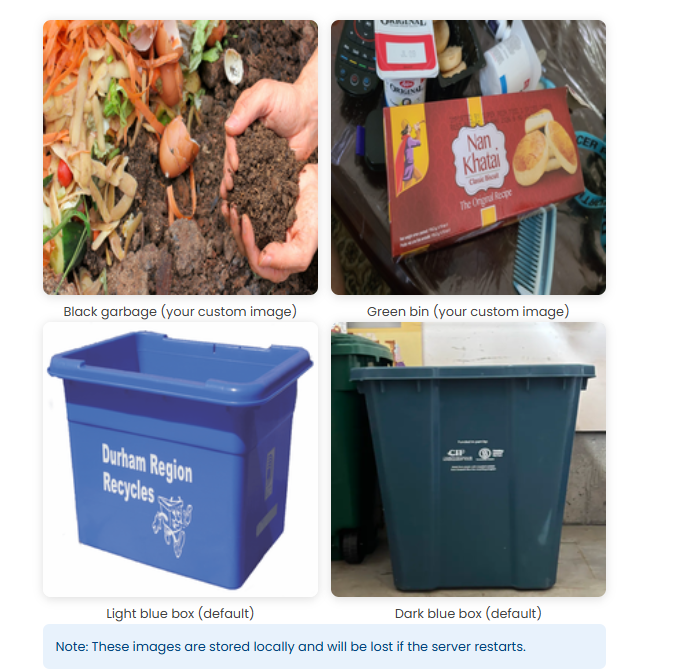 ORIGINAL
ORIGINAL
Nan
Khatai
Classic Biscuit
The Original Recipe
CER
Black garbage (your custom image)
Green bin (your custom image)
Durham Region
Recycles
Light blue box (default)
Dark blue box (default)
Note: These images are stored locally and will be lost if the server restarts.